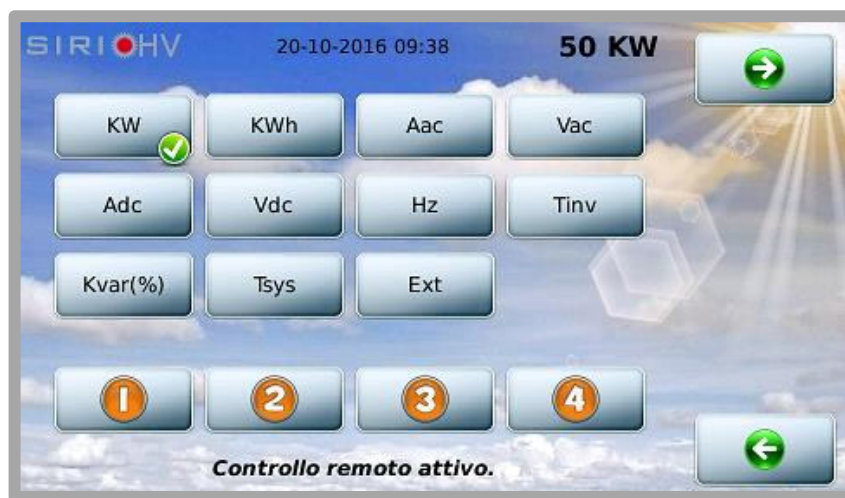 SIRIO HV 20-10-2016 09:38 50 KW
KW KWh Aac Vac
Adc Vdc Hz Tinv
Kvar(%) Tsys Ext
1 2 3 4
Controllo remoto attivo.